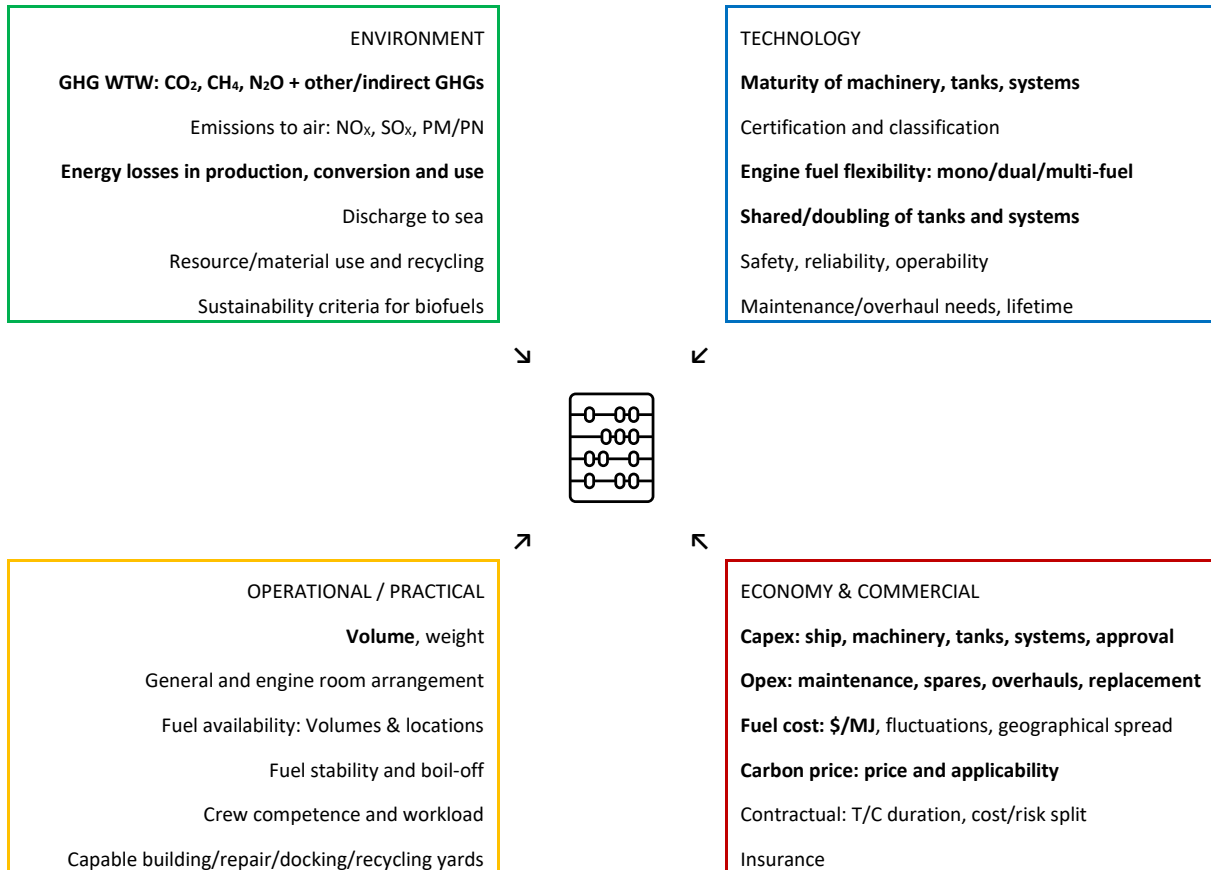 ENVIRONMENT
GHG WTW: CO₂, CH₄, N₂O + other/indirect GHGs
Emissions to air: NOₓ, SOₓ, PM/PN
Energy losses in production, conversion and use
Discharge to sea
Resource/material use and recycling
Sustainability criteria for biofuels
TECHNOLOGY
Maturity of machinery, tanks, systems
Certification and classification
Engine fuel flexibility: mono/dual/multi-fuel
Shared/doubling of tanks and systems
Safety, reliability, operability
Maintenance/overhaul needs, lifetime
OPERATIONAL / PRACTICAL
Volume, weight
General and engine room arrangement
Fuel availability: Volumes & locations
Fuel stability and boil-off
Crew competence and workload
Capable building/repair/docking/recycling yards
ECONOMY & COMMERCIAL
Capex: ship, machinery, tanks, systems, approval
Opex: maintenance, spares, overhauls, replacement
Fuel cost: $/MJ, fluctuations, geographical spread
Carbon price: price and applicability
Contractual: T/C duration, cost/risk split
Insurance